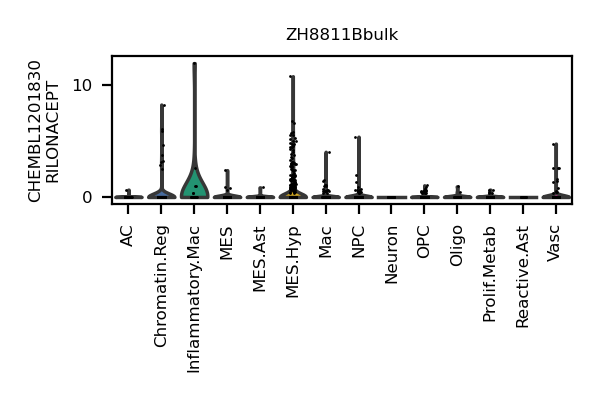 ZH8811Bbulk
CHEMBL1201830
RILONACEPT
10
0
AC
Chromatin.Reg
Inflammatory.Mac
MES
MES.Ast
MES.Hyp
Mac
NPC
Neuron
OPC
Oligo
Prolif.Metab
Reactive.Ast
Vasc